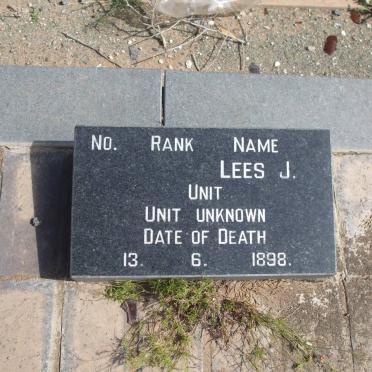 No. RANK NAME
LEES J.
UNIT
UNIT UNKNOWN
DATE OF DEATH
13. 6. 1898.